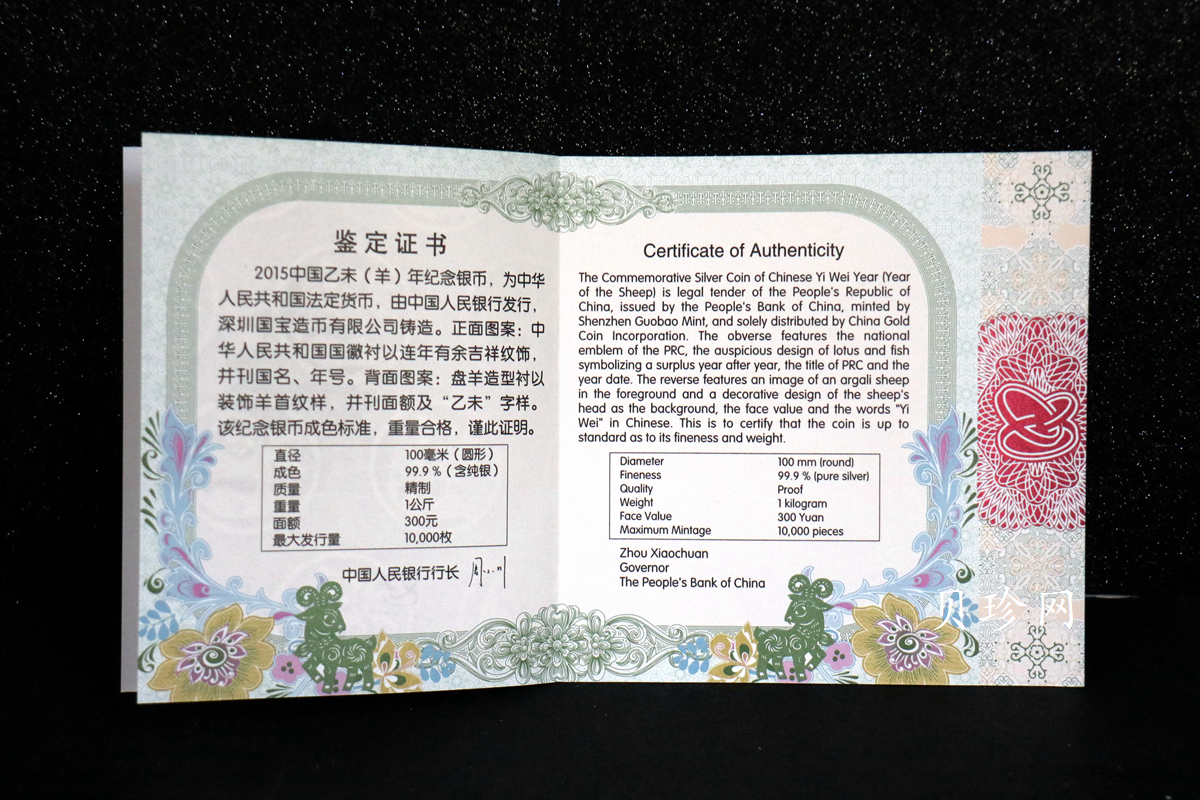 鉴定证书
2015中国乙未（羊）年纪念银币，为中华
人民共和国法定货币，由中国人民银行发行，
深圳国宝造币有限公司铸造。正面图案：中
华人民共和国国徽衬以连年有余吉祥纹饰，
并刊国名、年号。背面图案：盘羊造型衬以
装饰羊首纹样，并刊面额及“乙未”字样。
该纪念银币成色标准，重量合格，谨此证明。
直径 100毫米（圆形）
成色 99.9％（含纯银）
质量 精制
重量 1公斤
面额 300元
最大发行量 10,000枚
中国人民银行行长
Certificate of Authenticity
The Commemorative Silver Coin of Chinese Yi Wei Year (Year
of the Sheep) is legal tender of the People's Republic of
China, issued by the People's Bank of China, minted by
Shenzhen Guobao Mint, and solely distributed by China Gold
Coin Incorporation. The obverse features the national
emblem of the PRC, the auspicious design of lotus and fish
symbolizing a surplus year after year, the title of PRC and the
year date. The reverse features an image of an argali sheep
in the foreground and a decorative design of the sheep's
head as the background, the face value and the words "Yi
Wei" in Chinese. This is to certify that the coin is up to
standard as to its fineness and weight.
Diameter 100 mm (round)
Fineness 99.9 % (pure silver)
Quality Proof
Weight 1 kilogram
Face Value 300 Yuan
Maximum Mintage 10,000 pieces
Zhou Xiaochuan
Governor
The People's Bank of China
贝珍网